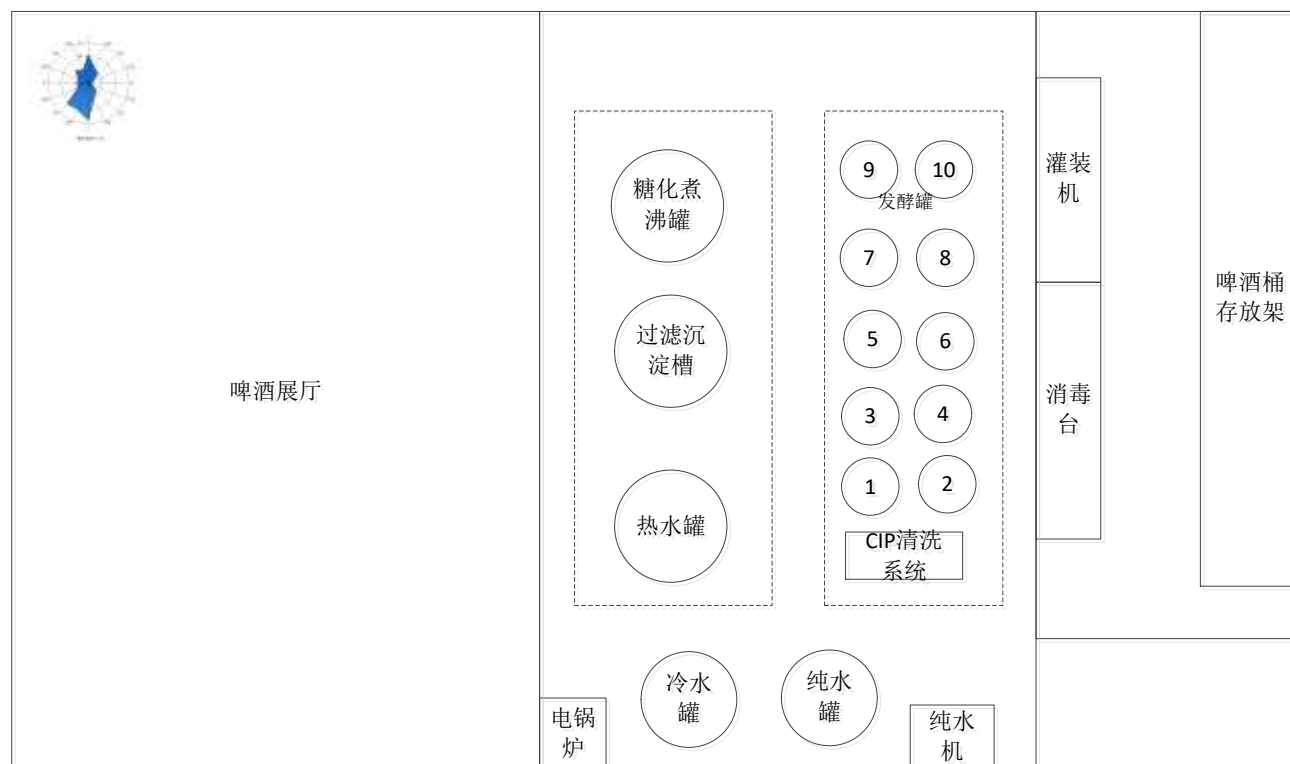 糖化煮
沸罐
过滤沉
淀槽
热水罐
9
10
发酵罐
7
8
5
6
3
4
1
2
CIP清洗
系统
灌装
机
消毒
台
啤酒桶
存放架
啤酒展厅
冷水
罐
纯水
罐
电锅
炉
纯水
机